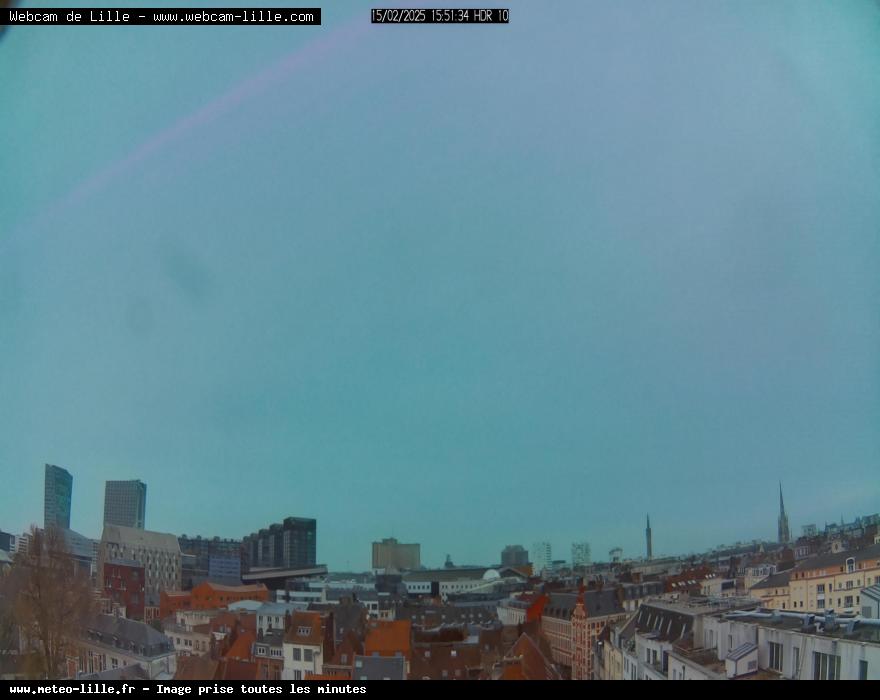 Webcam de Lille - www.webcam-lille.com
15/02/2025 15:51:34 HDR 10
www.meteo-lille.fr - Image prise toutes les minutes